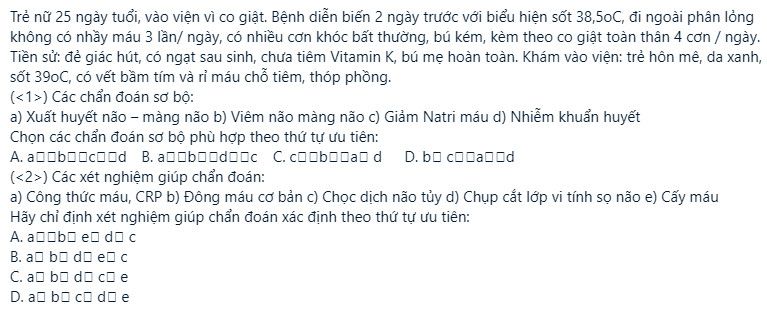 Trẻ nữ 25 ngày tuổi, vào viện vì co giật. Bệnh diễn biến 2 ngày trước với biểu hiện sốt 38,5oC, đi ngoài phân lỏng
không có nhầy máu 3 lần/ ngày, có nhiều cơn khóc bất thường, bú kém, kèm theo co giật toàn thân 4 cơn / ngày.
Tiền sử: đẻ giác hút, có ngạt sau sinh, chưa tiêm Vitamin K, bú mẹ hoàn toàn. Khám vào viện: trẻ hôn mê, da xanh,
sốt 39oC, có vết bầm tím và rỉ máu chỗ tiêm, thóp phồng.
(<1>) Các chẩn đoán sơ bộ:
a) Xuất huyết não – màng não b) Viêm não màng não c) Giảm Natri máu d) Nhiễm khuẩn huyết
Chọn các chẩn đoán sơ bộ phù hợp theo thứ tự ưu tiên:
A. a□□b□□c□□d B. a□□b□□d□□c C. c□□b□□a□ d D. b□ c□□a□□d
(<2>) Các xét nghiệm giúp chẩn đoán:
a) Công thức máu, CRP b) Đông máu cơ bản c) Chọc dịch não tủy d) Chụp cắt lớp vi tính sọ não e) Cấy máu
Hãy chỉ định xét nghiệm giúp chẩn đoán xác định theo thứ tự ưu tiên:
A. a□□b□ e□ d□ c
B. a□ b□ d□ e□ c
C. a□ b□ d□ c□ e
D. a□ b□ c□ d□ e